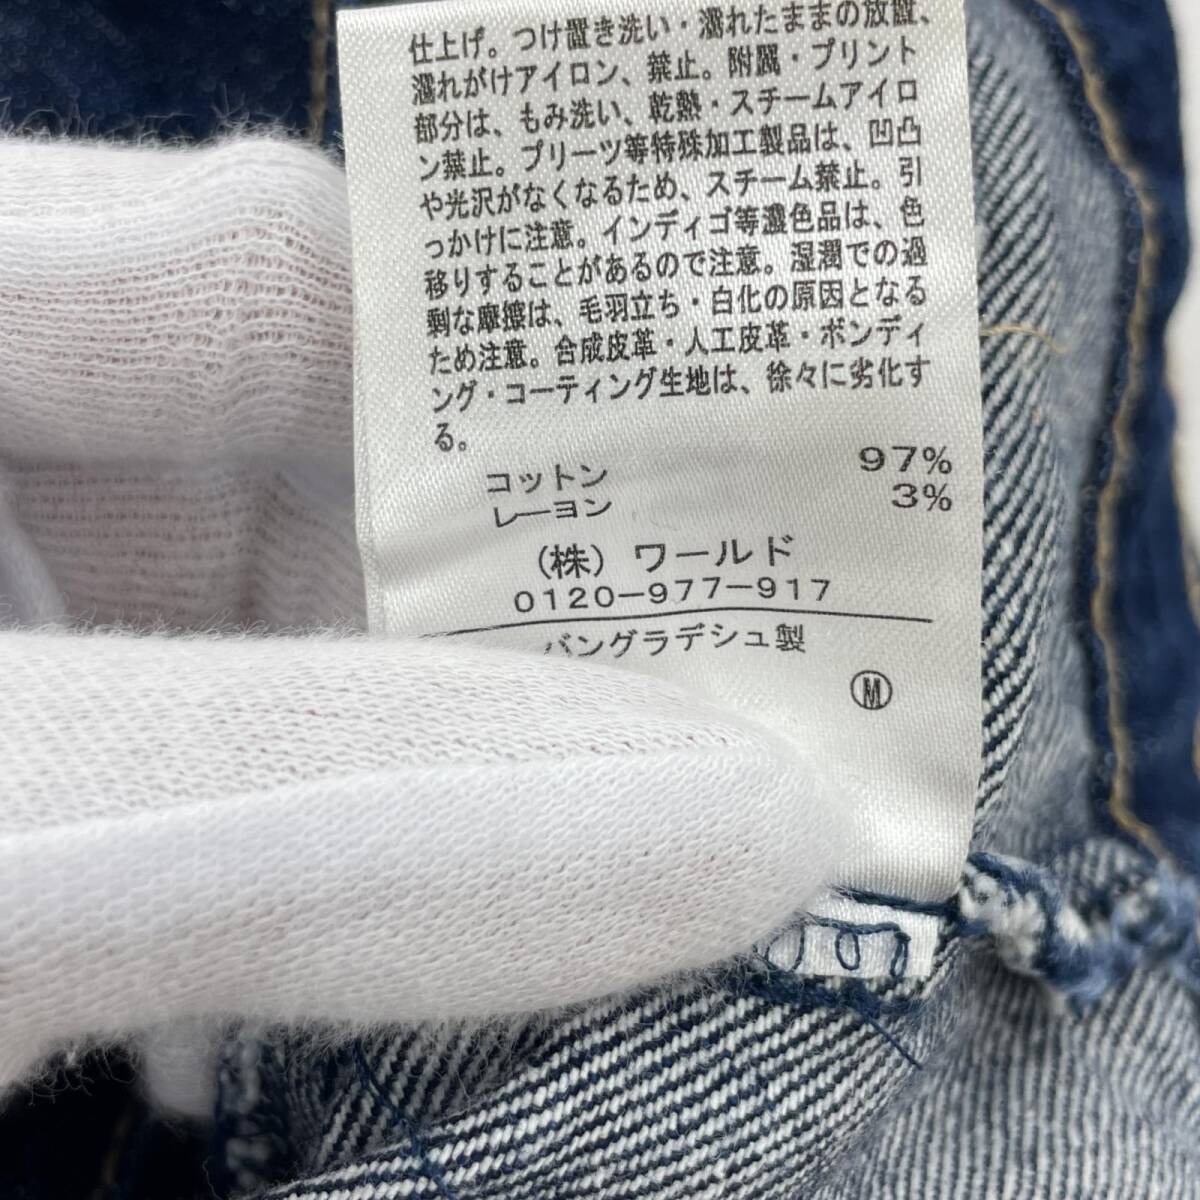 仕上げ。つけ置き洗い・濡れたままの放置、
濡れがけアイロン、禁止。附属・プリント
部分は、もみ洗い、乾熱・スチームアイロ
ン禁止。プリーツ等特殊加工製品は、凹凸
や光沢がなくなるため、スチーム禁止。引
っかけに注意。インディゴ等濃色品は、色
移りすることがあるので注意。湿潤での過
剰な摩擦は、毛羽立ち・白化の原因となる
ため注意。合成皮革・人工皮革・ボンディ
ング・コーティング生地は、徐々に劣化す
る。
コットン 97%
レーヨン 3%
(株) ワールド
0120-977-917
バングラデシュ製
Ⓜ